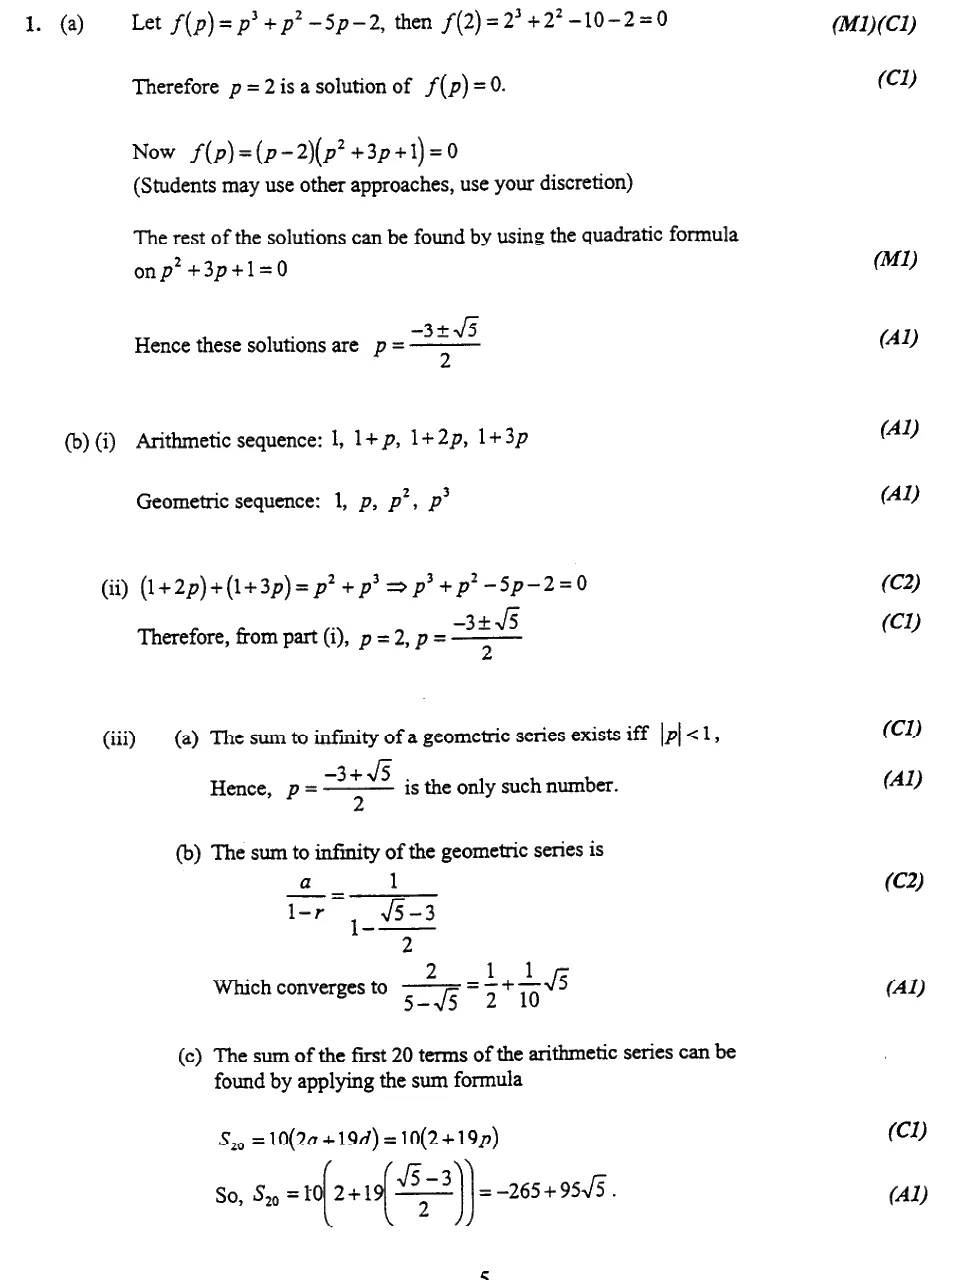 1. (a) Let f(p) = p³ + p² − 5p − 2, then f(2) = 2³ + 2² − 10 − 2 = 0 (M1)(C1)
Therefore p = 2 is a solution of f(p) = 0. (C1)
Now f(p) = (p − 2)(p² + 3p + 1) = 0
(Students may use other approaches, use your discretion)
The rest of the solutions can be found by using the quadratic formula
on p² + 3p + 1 = 0 (M1)
Hence these solutions are p = (−3 ± √5)/2 (A1)
(b) (i) Arithmetic sequence: 1, 1 + p, 1 + 2p, 1 + 3p (A1)
Geometric sequence: 1, p, p², p³ (A1)
(ii) (1 + 2p) + (1 + 3p) = p² + p³ ⇒ p³ + p² − 5p − 2 = 0 (C2)
Therefore, from part (i), p = 2, p = (−3 ± √5)/2 (C1)
(iii) (a) The sum to infinity of a geometric series exists iff |p| < 1, (C1)
Hence, p = (−3 + √5)/2 is the only such number. (A1)
(b) The sum to infinity of the geometric series is
a/(1 − r) = 1/(1 − (√5 − 3)/2) (C2)
Which converges to 2/(5 − √5) = 1/2 + 1/10 √5 (A1)
(c) The sum of the first 20 terms of the arithmetic series can be
found by applying the sum formula
S₂₀ = 10(2a + 19d) = 10(2 + 19p) (C1)
So, S₂₀ = 10(2 + 19((√5 − 3)/2)) = −265 + 95√5 . (A1)
5